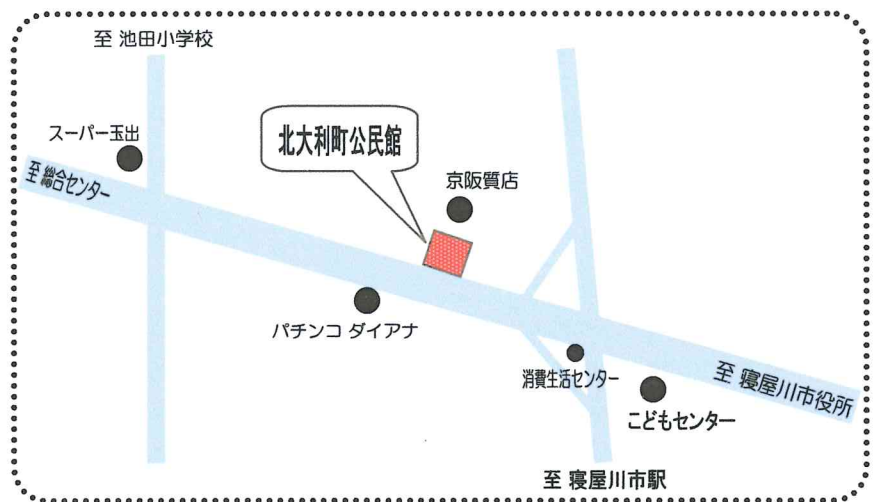 至 池田小学校
スーパー玉出
至 総合センター
北大利町公民館
京阪質店
パチンコ ダイアナ
消費生活センター
至 寝屋川市役所
こどもセンター
至 寝屋川市駅